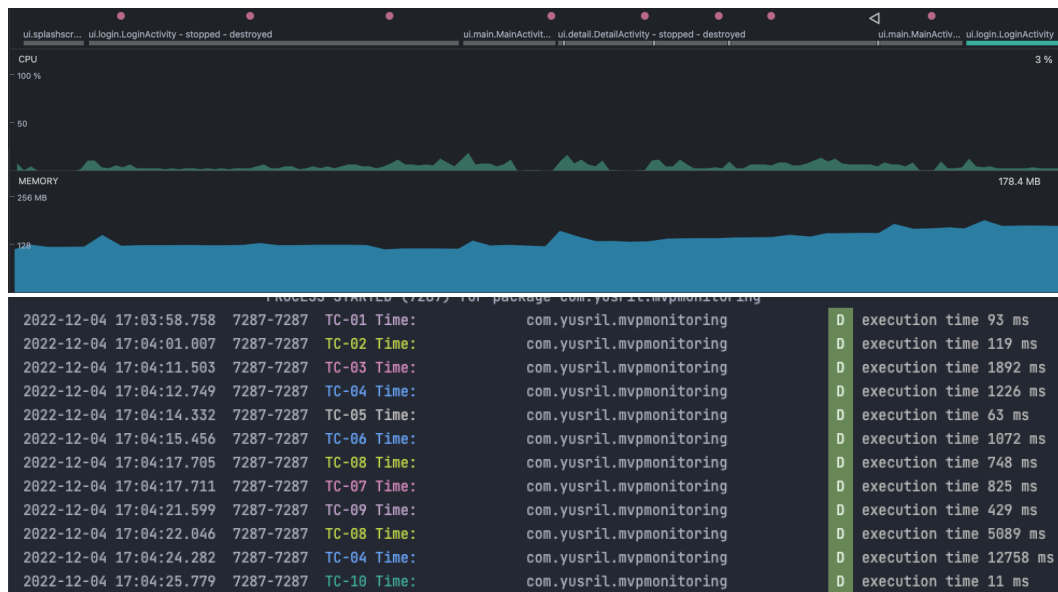 ui.splashscr... ui.login.LoginActivity - stopped - destroyed ui.main.MainActivit... ui.detail.DetailActivity - stopped - destroyed ui.main.MainActiv... ui.login.LoginActivity
CPU 3 %
100 %
50
MEMORY 178.4 MB
256 MB
128
PROCESS STARTED (7287) for package com.yusril.mvpmonitoring
2022-12-04 17:03:58.758 7287-7287 TC-01 Time: com.yusril.mvpmonitoring D execution time 93 ms
2022-12-04 17:04:01.007 7287-7287 TC-02 Time: com.yusril.mvpmonitoring D execution time 119 ms
2022-12-04 17:04:11.503 7287-7287 TC-03 Time: com.yusril.mvpmonitoring D execution time 1892 ms
2022-12-04 17:04:12.749 7287-7287 TC-04 Time: com.yusril.mvpmonitoring D execution time 1226 ms
2022-12-04 17:04:14.332 7287-7287 TC-05 Time: com.yusril.mvpmonitoring D execution time 63 ms
2022-12-04 17:04:15.456 7287-7287 TC-06 Time: com.yusril.mvpmonitoring D execution time 1072 ms
2022-12-04 17:04:17.705 7287-7287 TC-08 Time: com.yusril.mvpmonitoring D execution time 748 ms
2022-12-04 17:04:17.711 7287-7287 TC-07 Time: com.yusril.mvpmonitoring D execution time 825 ms
2022-12-04 17:04:21.599 7287-7287 TC-09 Time: com.yusril.mvpmonitoring D execution time 429 ms
2022-12-04 17:04:22.046 7287-7287 TC-08 Time: com.yusril.mvpmonitoring D execution time 5089 ms
2022-12-04 17:04:24.282 7287-7287 TC-04 Time: com.yusril.mvpmonitoring D execution time 12758 ms
2022-12-04 17:04:25.779 7287-7287 TC-10 Time: com.yusril.mvpmonitoring D execution time 11 ms